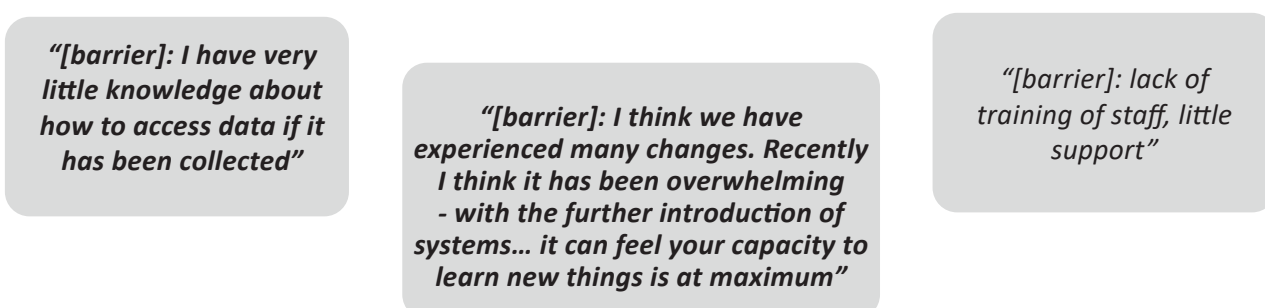 “[barrier]: I have very
little knowledge about
how to access data if it
has been collected”
“[barrier]: I think we have
experienced many changes. Recently
I think it has been overwhelming
- with the further introduction of
systems… it can feel your capacity to
learn new things is at maximum”
“[barrier]: lack of
training of staff, little
support”